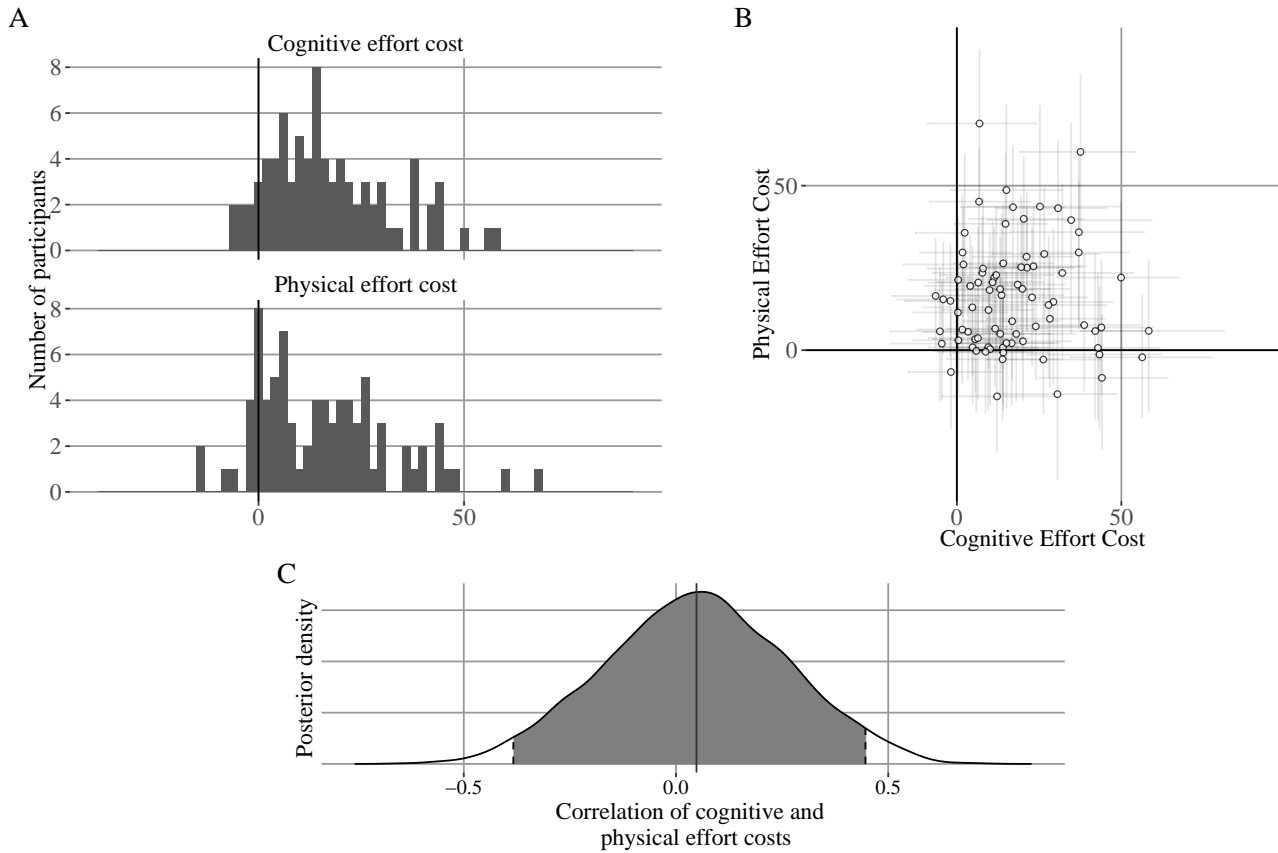 A
Cognitive effort cost
8
6
4
2
0
Physical effort cost
8
6
4
2
0
0
50
Number of participants
B
50
0
Physical Effort Cost
0
50
Cognitive Effort Cost
C
Posterior density
−0.5
0.0
0.5
Correlation of cognitive and
physical effort costs